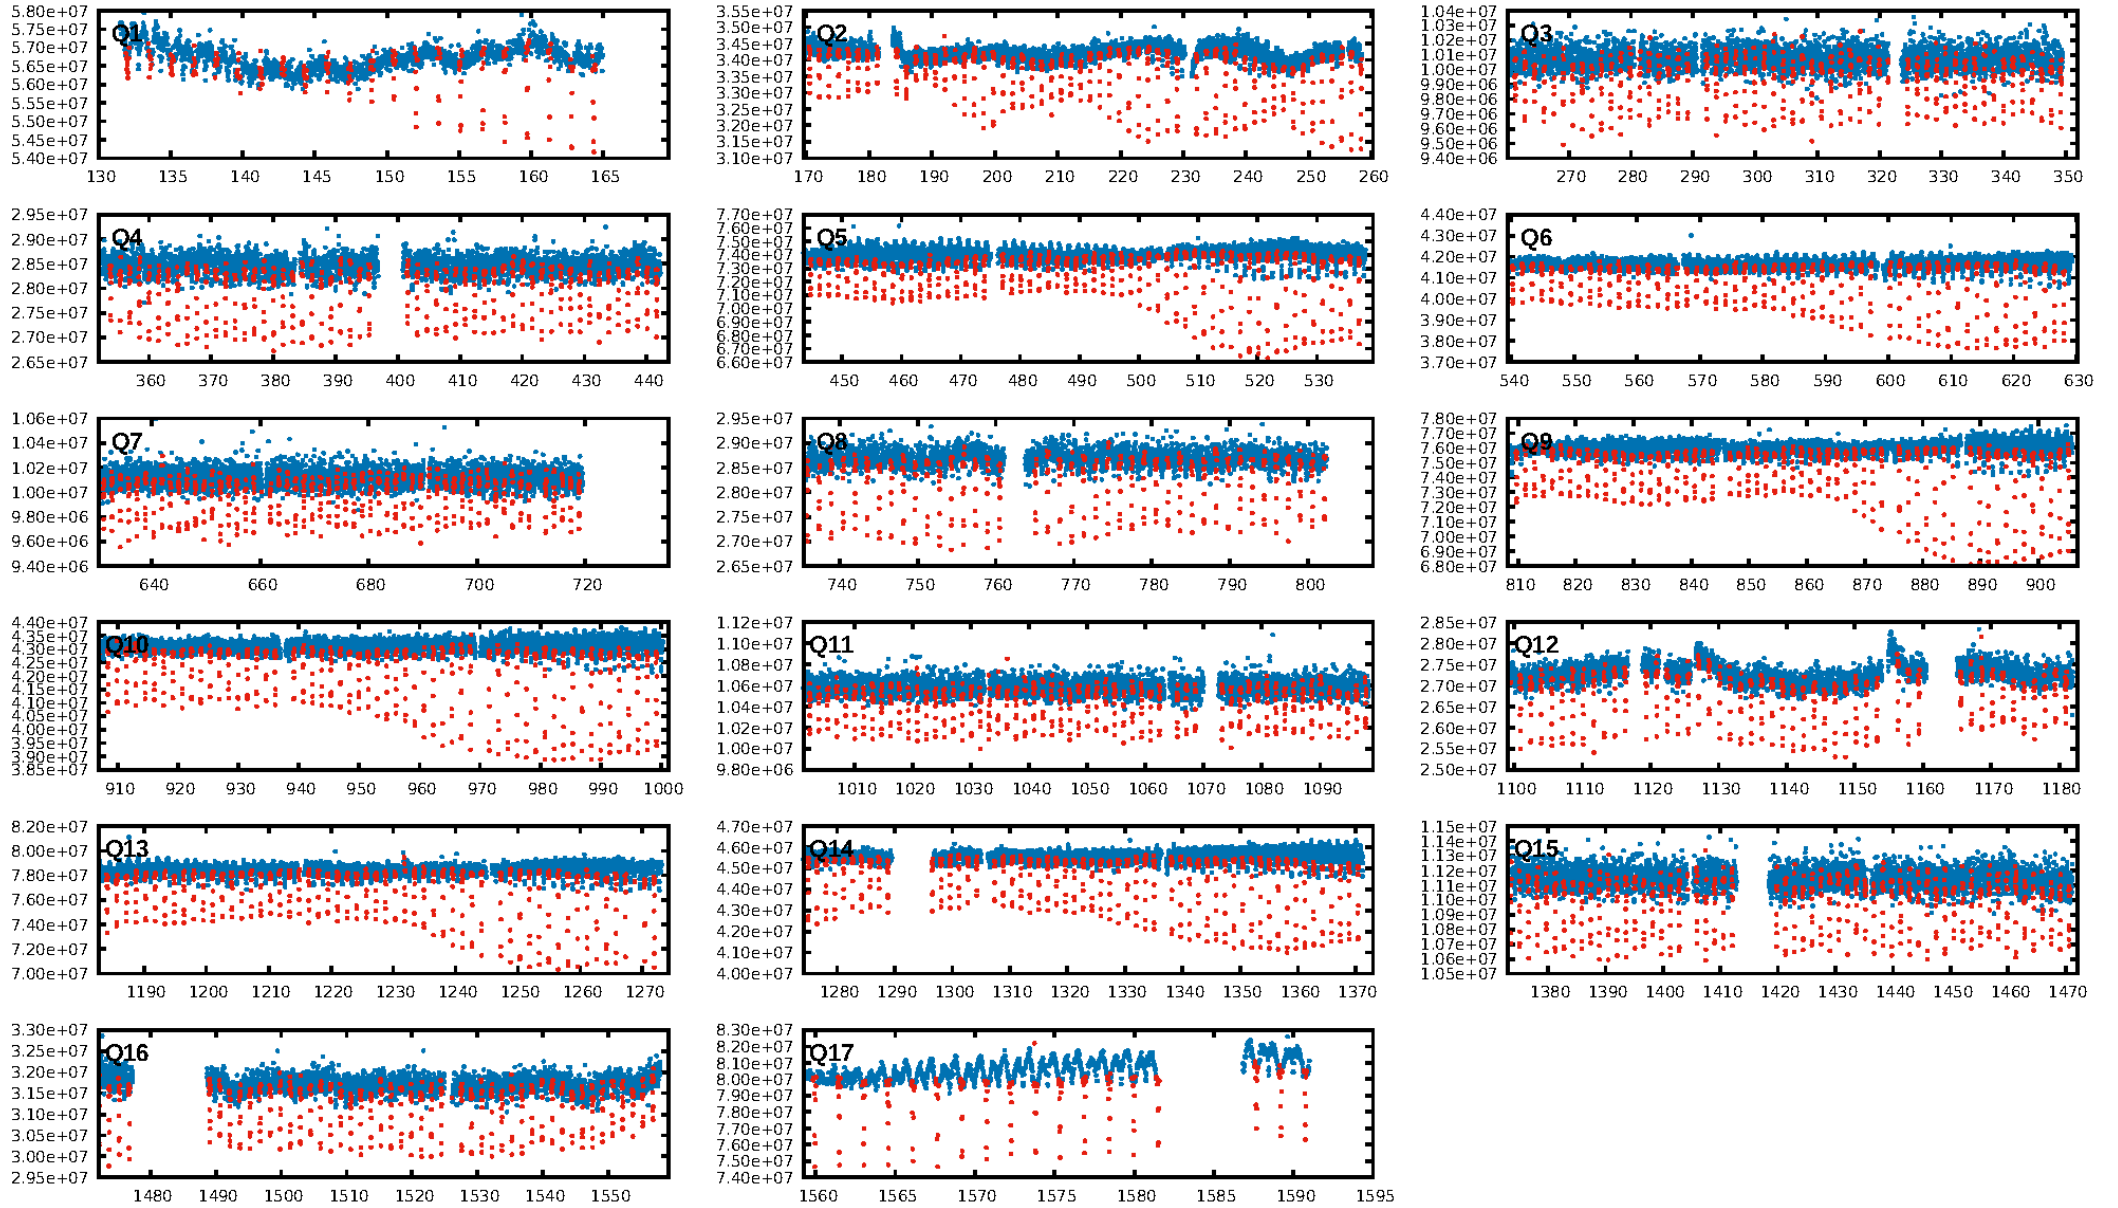 5.80e+07 5.75e+07 5.70e+07 5.65e+07 5.60e+07 5.55e+07 5.50e+07 5.45e+07 5.40e+07
Q1
130 135 140 145 150 155 160 165
3.55e+07 3.50e+07 3.45e+07 3.40e+07 3.35e+07 3.30e+07 3.25e+07 3.20e+07 3.15e+07 3.10e+07
Q2
170 180 190 200 210 220 230 240 250 260
1.04e+07 1.03e+07 1.02e+07 1.01e+07 1.00e+07 9.90e+06 9.80e+06 9.70e+06 9.60e+06 9.50e+06 9.40e+06
Q3
270 280 290 300 310 320 330 340 350
2.95e+07 2.90e+07 2.85e+07 2.80e+07 2.75e+07 2.70e+07 2.65e+07
Q4
360 370 380 390 400 410 420 430 440
7.70e+07 7.60e+07 7.50e+07 7.40e+07 7.30e+07 7.20e+07 7.10e+07 7.00e+07 6.90e+07 6.80e+07 6.70e+07 6.60e+07
Q5
450 460 470 480 490 500 510 520 530
4.40e+07 4.30e+07 4.20e+07 4.10e+07 4.00e+07 3.90e+07 3.80e+07 3.70e+07
Q6
540 550 560 570 580 590 600 610 620 630
1.06e+07 1.04e+07 1.02e+07 1.00e+07 9.80e+06 9.60e+06 9.40e+06
Q7
640 660 680 700 720
2.95e+07 2.90e+07 2.85e+07 2.80e+07 2.75e+07 2.70e+07 2.65e+07
Q8
740 750 760 770 780 790 800
7.80e+07 7.70e+07 7.60e+07 7.50e+07 7.40e+07 7.30e+07 7.20e+07 7.10e+07 7.00e+07 6.90e+07 6.80e+07
Q9
810 820 830 840 850 860 870 880 890 900
4.40e+07 4.35e+07 4.30e+07 4.25e+07 4.20e+07 4.15e+07 4.10e+07 4.05e+07 4.00e+07 3.95e+07 3.90e+07 3.85e+07
Q10
910 920 930 940 950 960 970 980 990 1000
1.12e+07 1.10e+07 1.08e+07 1.06e+07 1.04e+07 1.02e+07 1.00e+07 9.80e+06
Q11
1010 1020 1030 1040 1050 1060 1070 1080 1090
2.85e+07 2.80e+07 2.75e+07 2.70e+07 2.65e+07 2.60e+07 2.55e+07 2.50e+07
Q12
1100 1110 1120 1130 1140 1150 1160 1170 1180
8.20e+07 8.00e+07 7.80e+07 7.60e+07 7.40e+07 7.20e+07 7.00e+07
Q13
1190 1200 1210 1220 1230 1240 1250 1260 1270
4.70e+07 4.60e+07 4.50e+07 4.40e+07 4.30e+07 4.20e+07 4.10e+07 4.00e+07
Q14
1280 1290 1300 1310 1320 1330 1340 1350 1360 1370
1.15e+07 1.14e+07 1.13e+07 1.12e+07 1.11e+07 1.10e+07 1.09e+07 1.08e+07 1.07e+07 1.06e+07 1.05e+07
Q15
1380 1390 1400 1410 1420 1430 1440 1450 1460 1470
3.30e+07 3.25e+07 3.20e+07 3.15e+07 3.10e+07 3.05e+07 3.00e+07 2.95e+07
Q16
1480 1490 1500 1510 1520 1530 1540 1550
8.30e+07 8.20e+07 8.10e+07 8.00e+07 7.90e+07 7.80e+07 7.70e+07 7.60e+07 7.50e+07 7.40e+07
Q17
1560 1565 1570 1575 1580 1585 1590 1595